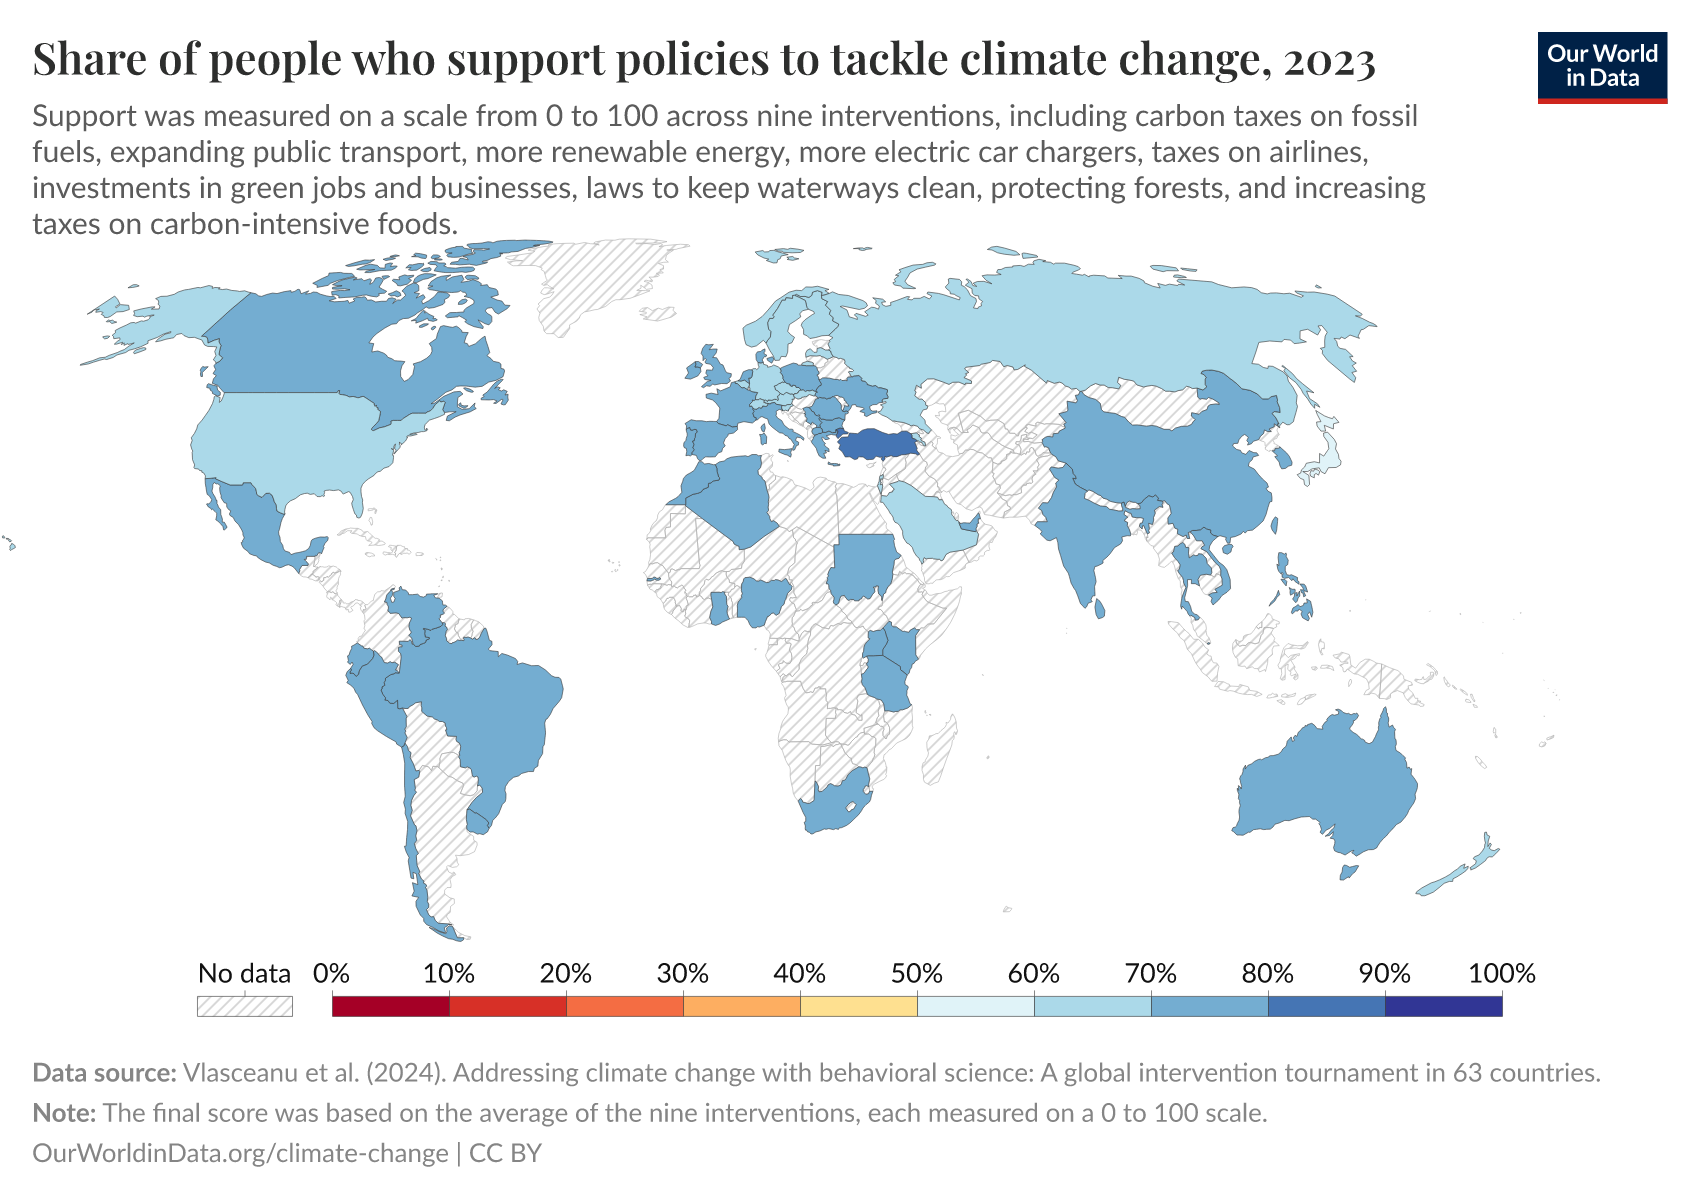 Share of people who support policies to tackle climate change, 2023
Our World
in Data
Support was measured on a scale from 0 to 100 across nine interventions, including carbon taxes on fossil
fuels, expanding public transport, more renewable energy, more electric car chargers, taxes on airlines,
investments in green jobs and businesses, laws to keep waterways clean, protecting forests, and increasing
taxes on carbon-intensive foods.
No data 0% 10% 20% 30% 40% 50% 60% 70% 80% 90% 100%
Data source: Vlasceanu et al. (2024). Addressing climate change with behavioral science: A global intervention tournament in 63 countries.
Note: The final score was based on the average of the nine interventions, each measured on a 0 to 100 scale.
OurWorldinData.org/climate-change | CC BY